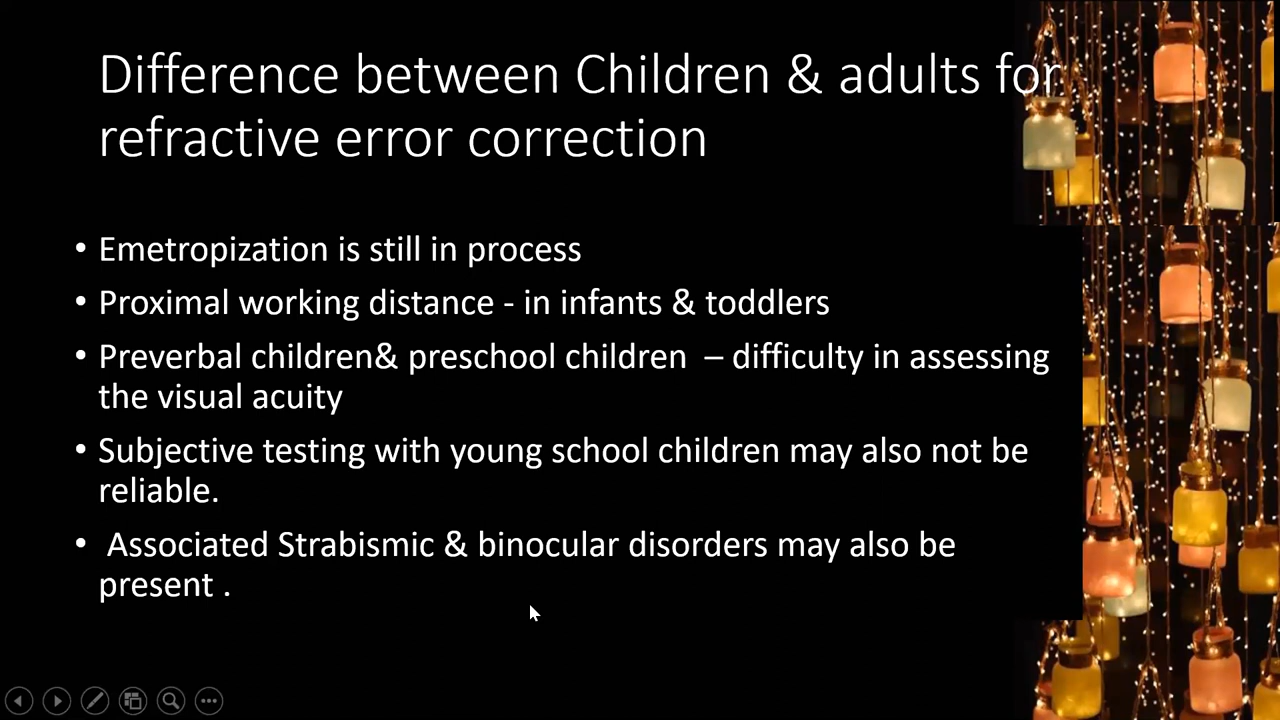 Difference between Children & adults for
refractive error correction
• Emetropization is still in process
• Proximal working distance - in infants & toddlers
• Preverbal children& preschool children – difficulty in assessing
the visual acuity
• Subjective testing with young school children may also not be
reliable.
• Associated Strabismic & binocular disorders may also be
present .